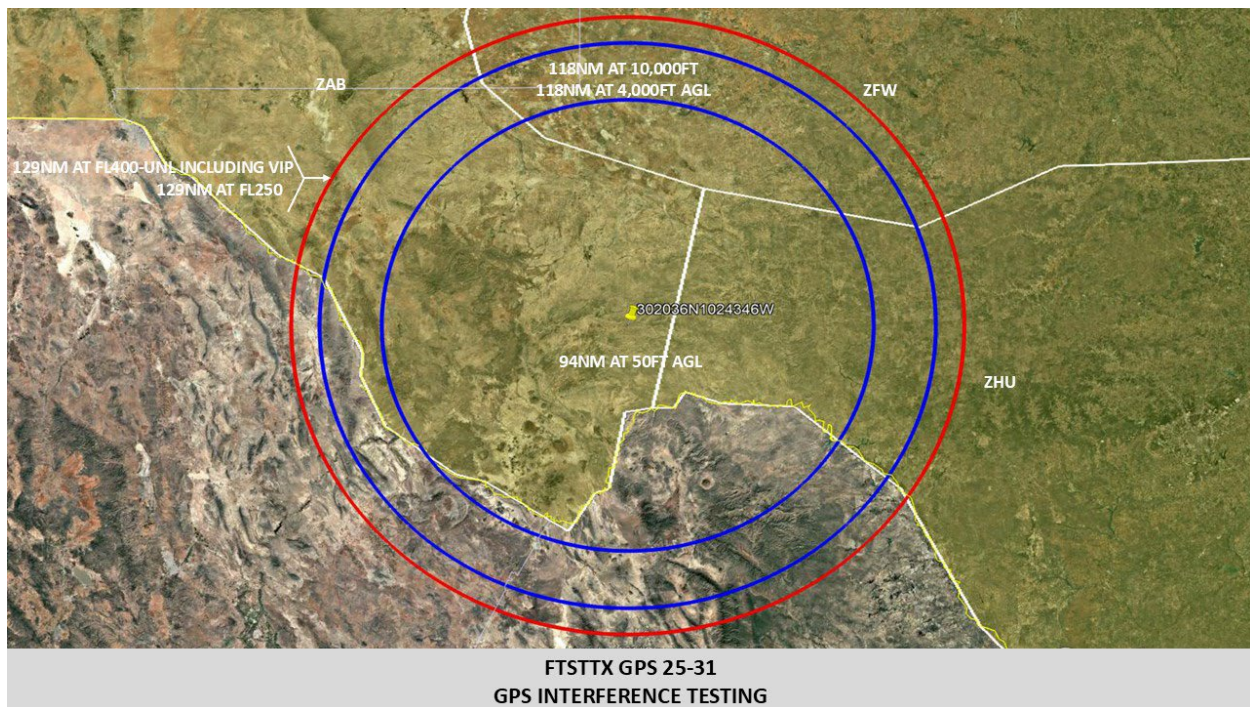 118NM AT 10,000FT
118NM AT 4,000FT AGL
ZAB
ZFW
129NM AT FL400-UNL INCLUDING VIP
129NM AT FL250
302036N1024346W
94NM AT 50FT AGL
ZHU
FTSTTX GPS 25-31
GPS INTERFERENCE TESTING